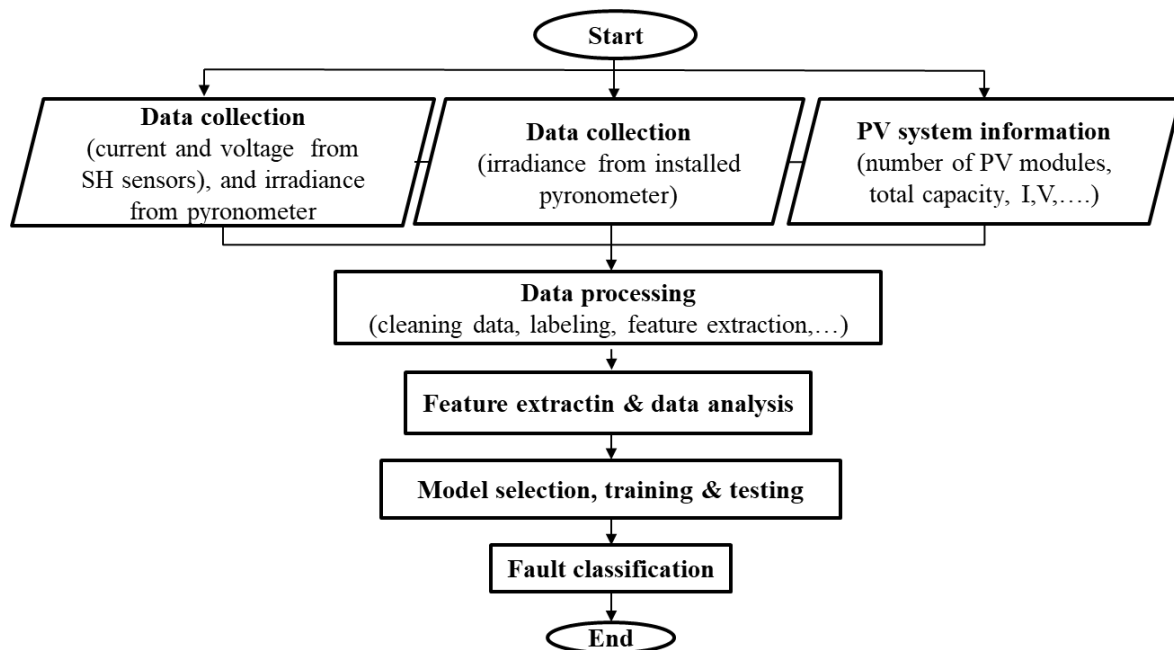 Start
Data collection
(current and voltage from
SH sensors), and irradiance
from pyronometer
Data collection
(irradiance from installed
pyronometer)
PV system information
(number of PV modules,
total capacity, I,V,….)
Data processing
(cleaning data, labeling, feature extraction,…)
Feature extractin & data analysis
Model selection, training & testing
Fault classification
End